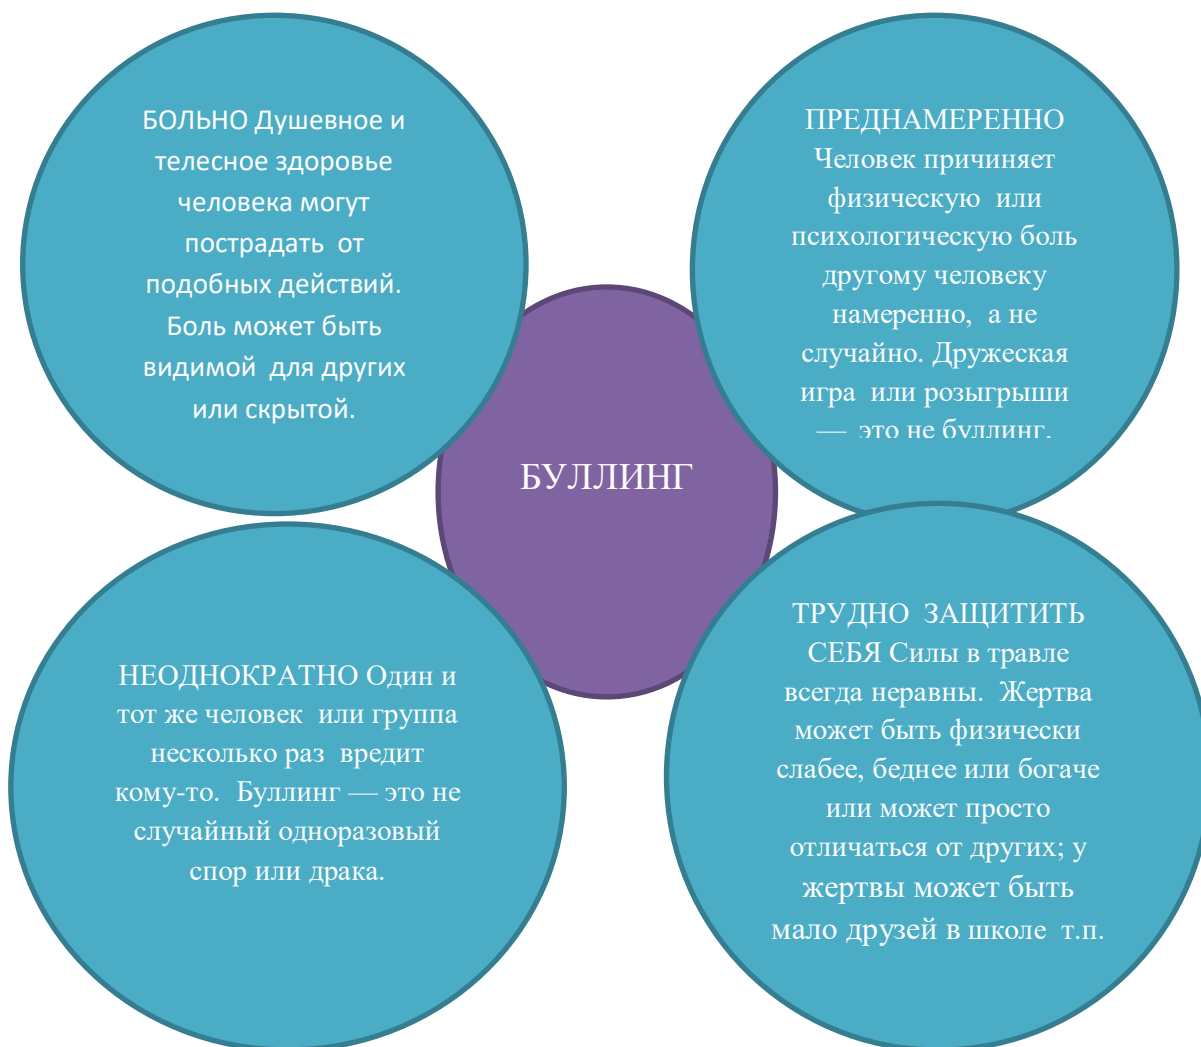 БОЛЬНО Душевное и
телесное здоровье
человека могут
пострадать от
подобных действий.
Боль может быть
видимой для других
или скрытой.
ПРЕДНАМЕРЕННО
Человек причиняет
физическую или
психологическую боль
другому человеку
намеренно, а не
случайно. Дружеская
игра или розыгрыши
— это не буллинг.
БУЛЛИНГ
НЕОДНОКРАТНО Один и
тот же человек или группа
несколько раз вредит
кому-то. Буллинг — это не
случайный одноразовый
спор или драка.
ТРУДНО ЗАЩИТИТЬ
СЕБЯ Силы в травле
всегда неравны. Жертва
может быть физически
слабее, беднее или богаче
или может просто
отличаться от других; у
жертвы может быть
мало друзей в школе т.п.